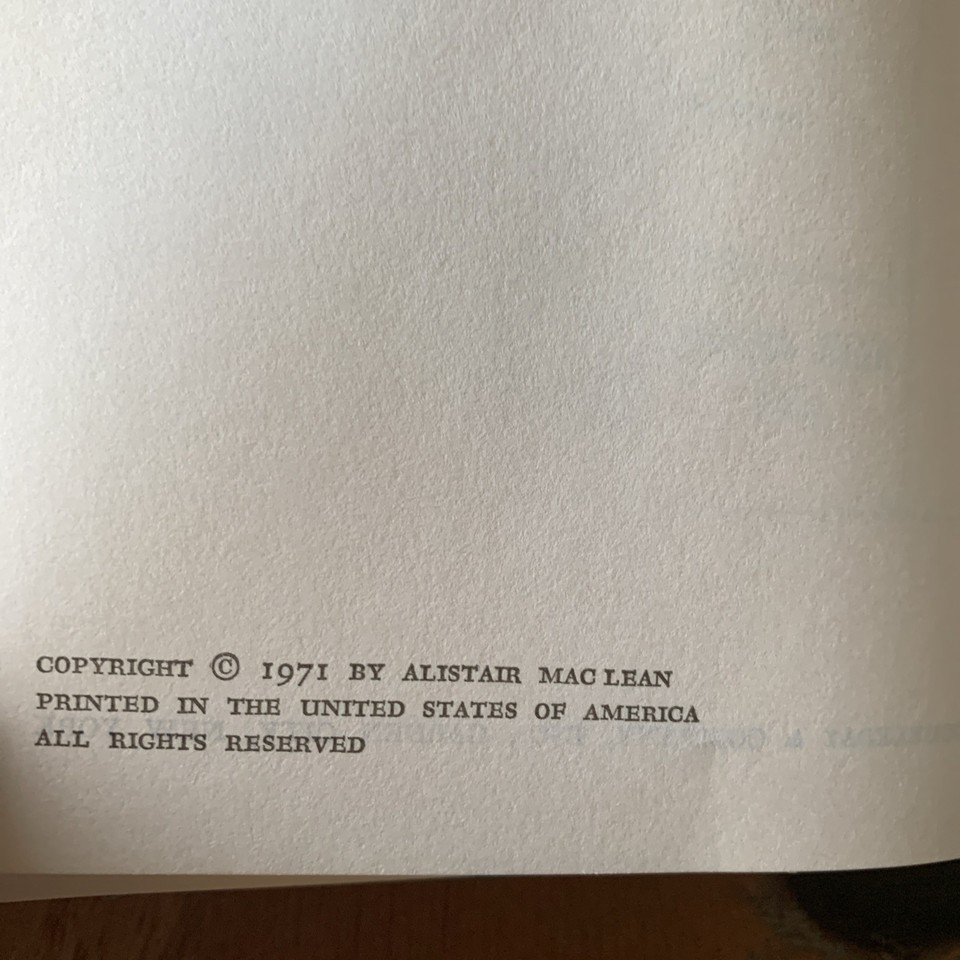 COPYRIGHT © 1971 BY ALISTAIR MAC LEAN
PRINTED IN THE UNITED STATES OF AMERICA
ALL RIGHTS RESERVED